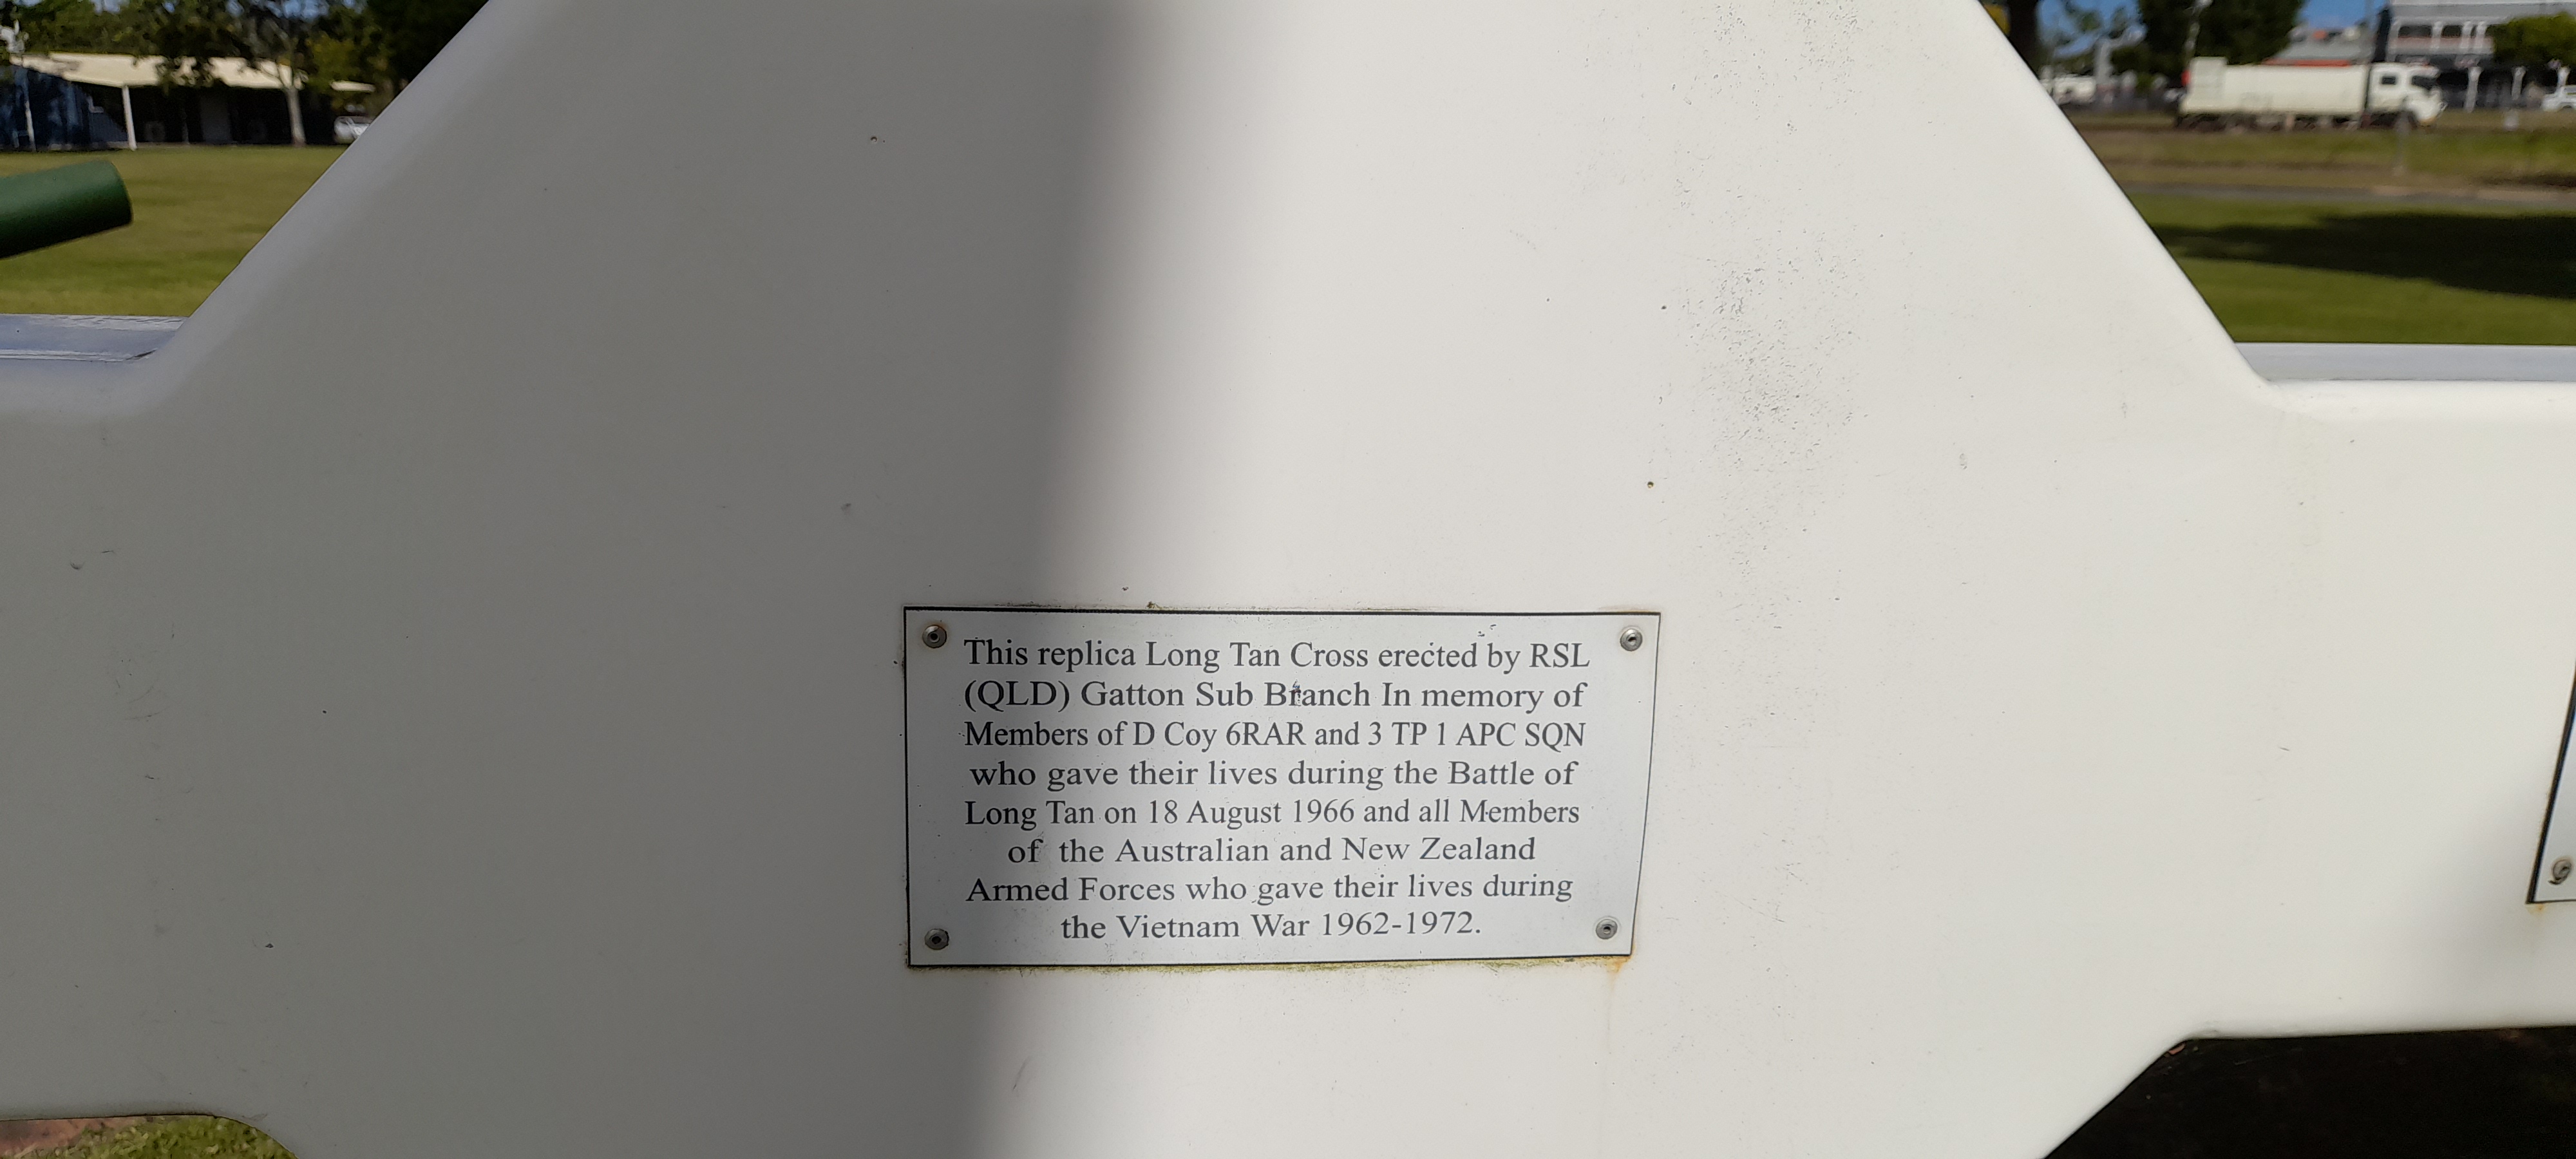 This replica Long Tan Cross erected by RSL
(QLD) Gatton Sub Branch In memory of
Members of D Coy 6RAR and 3 TP 1 APC SQN
who gave their lives during the Battle of
Long Tan on 18 August 1966 and all Members
of the Australian and New Zealand
Armed Forces who gave their lives during
the Vietnam War 1962-1972.